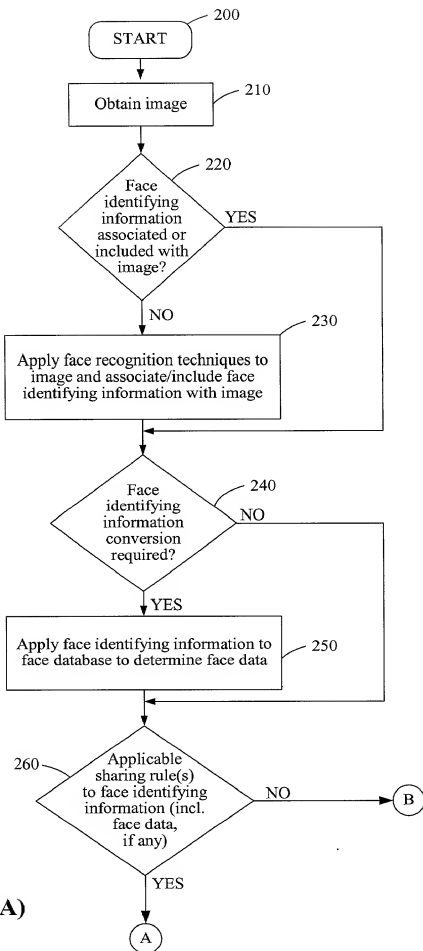 200
START
Obtain image
210
220
Face
identifying
information
associated or
included with
image?
YES
NO
230
Apply face recognition techniques to
image and associate/include face
identifying information with image
240
Face
identifying
information
conversion
required?
NO
YES
Apply face identifying information to
face database to determine face data
250
260
Applicable
sharing rule(s)
to face identifying
information (incl.
face data,
if any)
NO
B
YES
A)
A